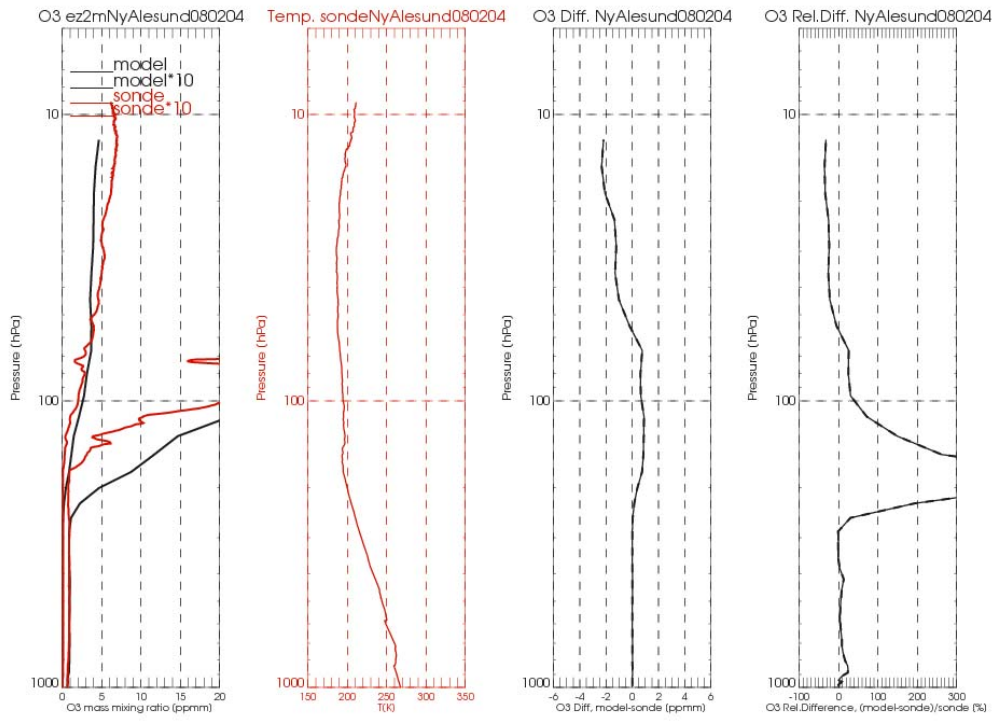 O3 ez2mNyAlesund080204
model
model*10
sonde
sonde*10
10
100
1000
Pressure (hPa)
0 5 10 15 20
O3 mass mixing ratio (ppmm)
Temp. sondeNyAlesund080204
10
100
1000
Pressure (hPa)
150 200 250 300 350
T(K)
O3 Diff. NyAlesund080204
10
100
1000
Pressure (hPa)
-6 -4 -2 0 2 4 6
O3 Diff, model-sonde (ppmm)
O3 Rel.Diff. NyAlesund080204
10
100
1000
Pressure (hPa)
-100 0 100 200 300
O3 Rel.Difference, (model-sonde)/sonde (%)